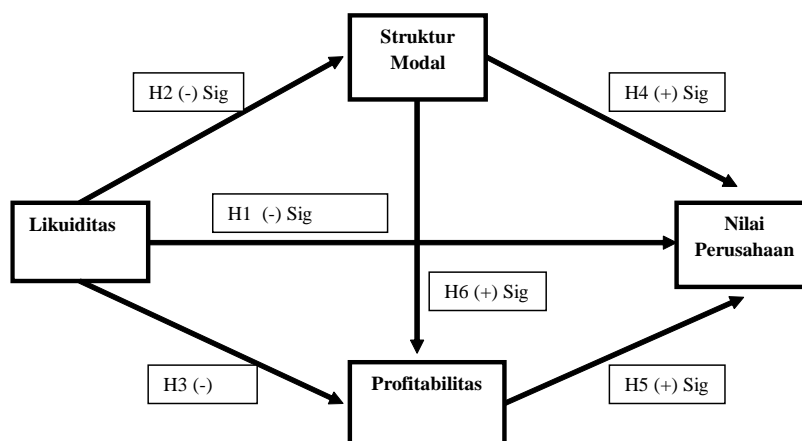 Struktur
Modal
H2 (-) Sig
H4 (+) Sig
Likuiditas
H1 (-) Sig
Nilai
Perusahaan
H6 (+) Sig
H3 (-)
Profitabilitas
H5 (+) Sig